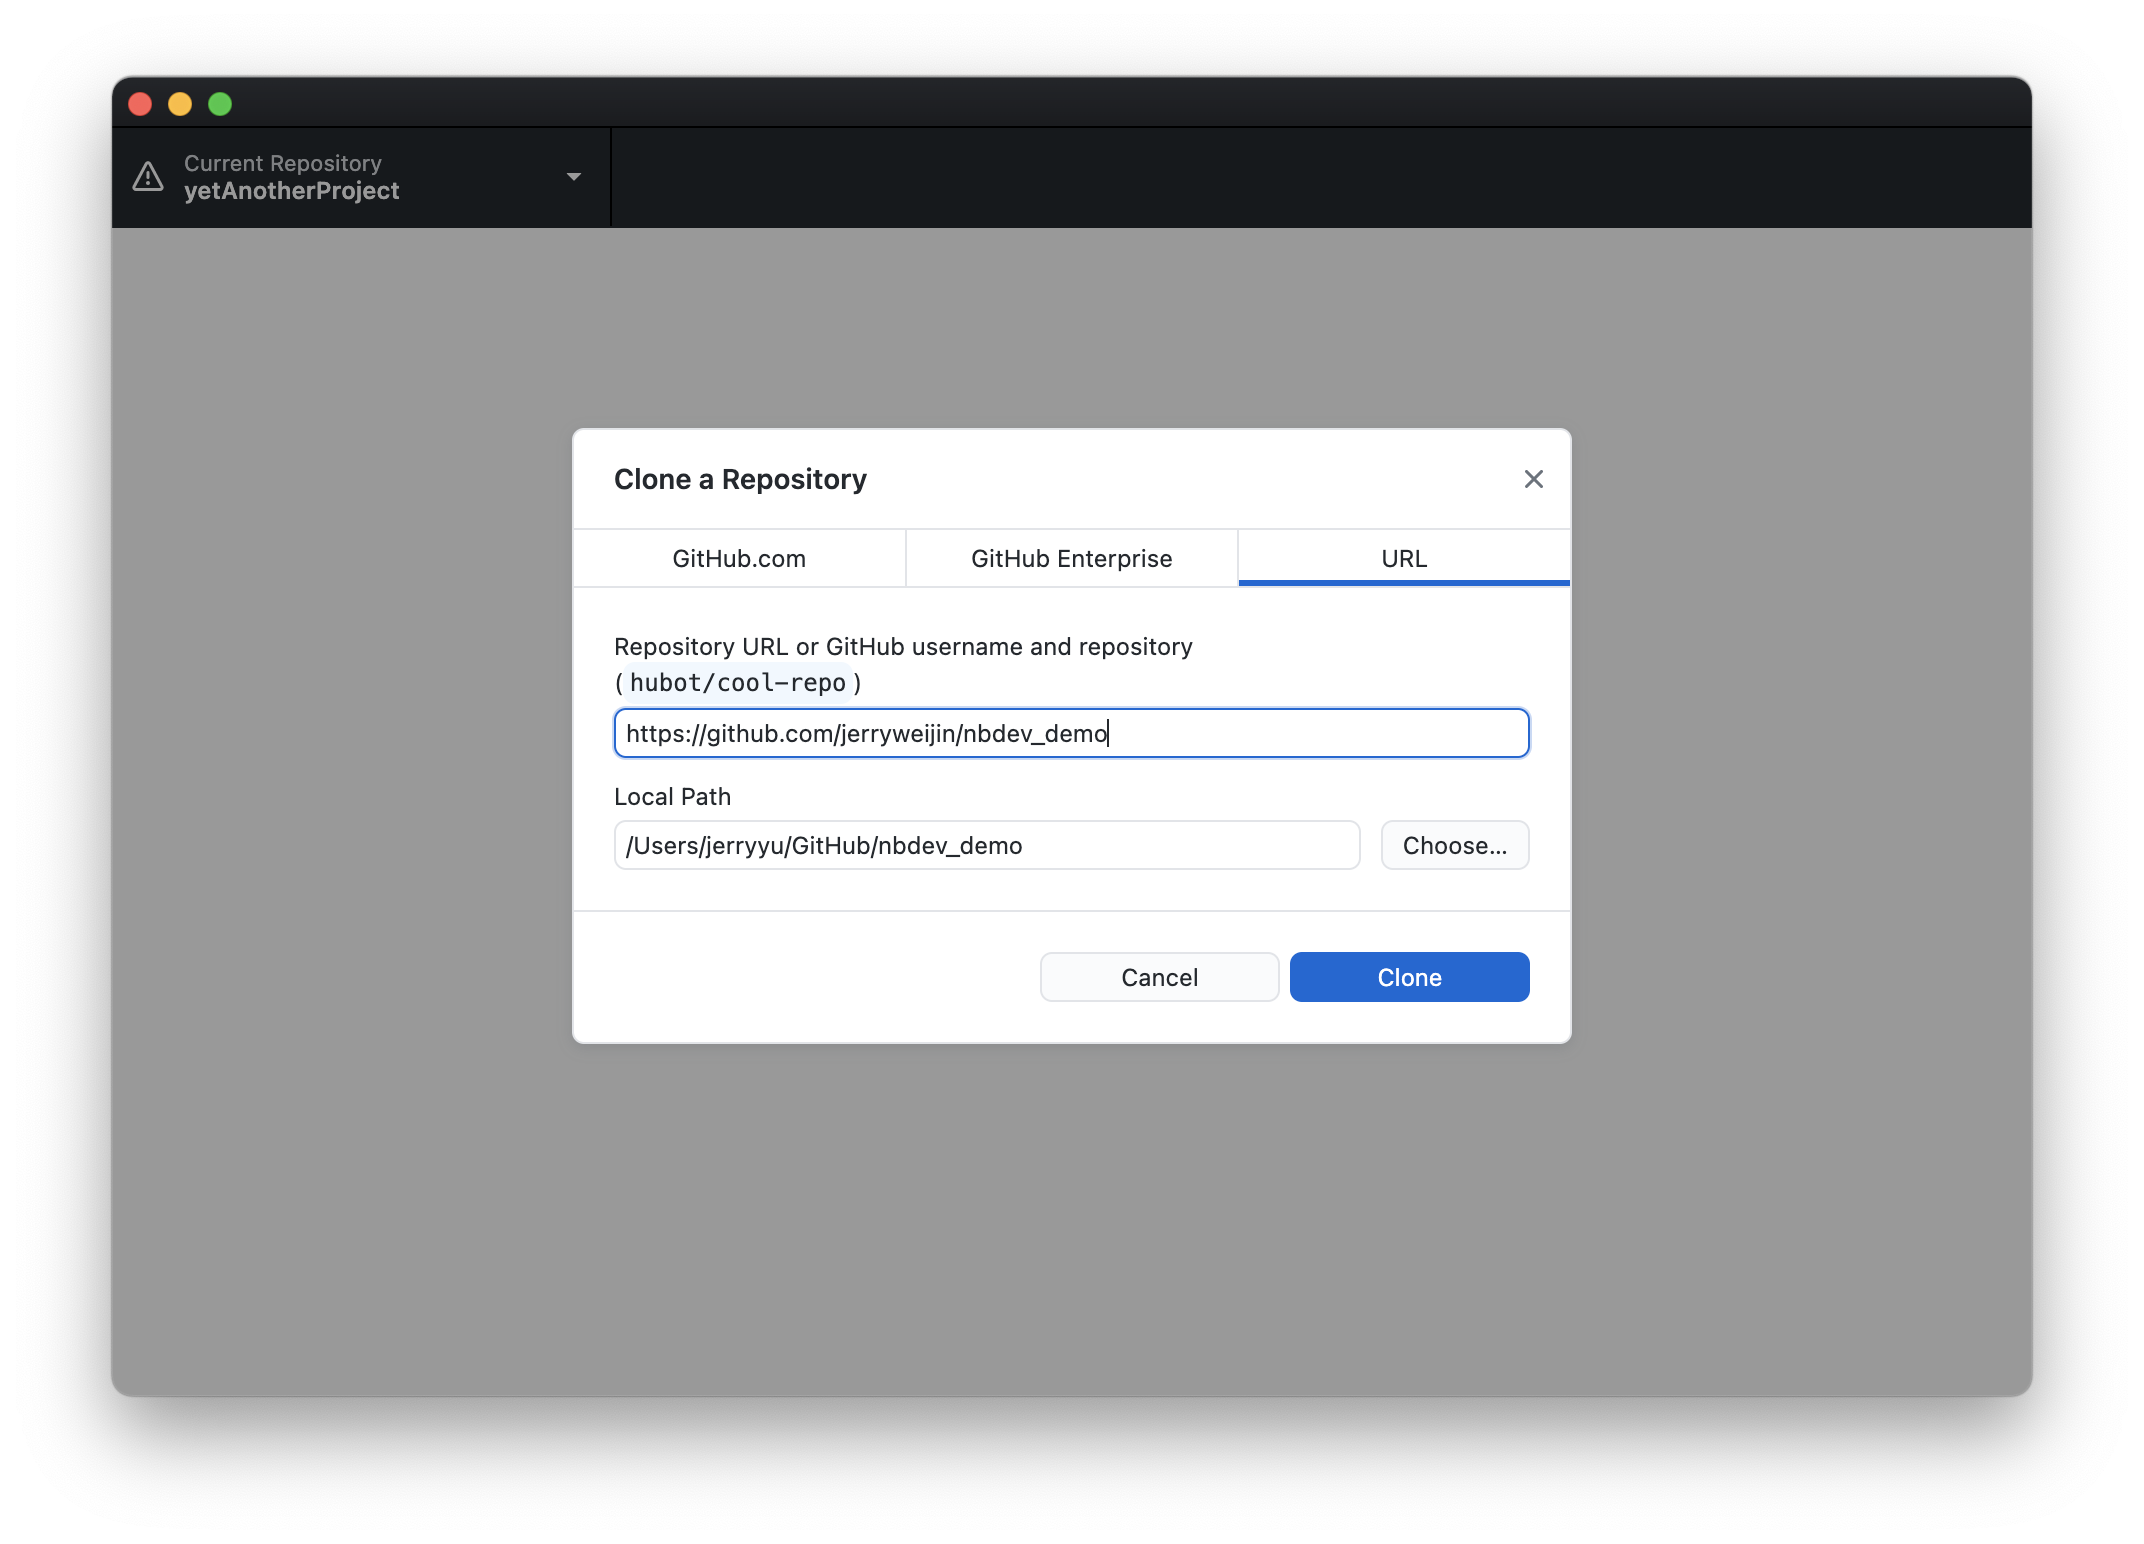 Current Repository
yetAnotherProject
Clone a Repository
GitHub.com
GitHub Enterprise
URL
Repository URL or GitHub username and repository
(hubot/cool-repo)
https://github.com/jerryweijin/nbdev_demo
Local Path
/Users/jerryyu/GitHub/nbdev_demo
Choose...
Cancel
Clone